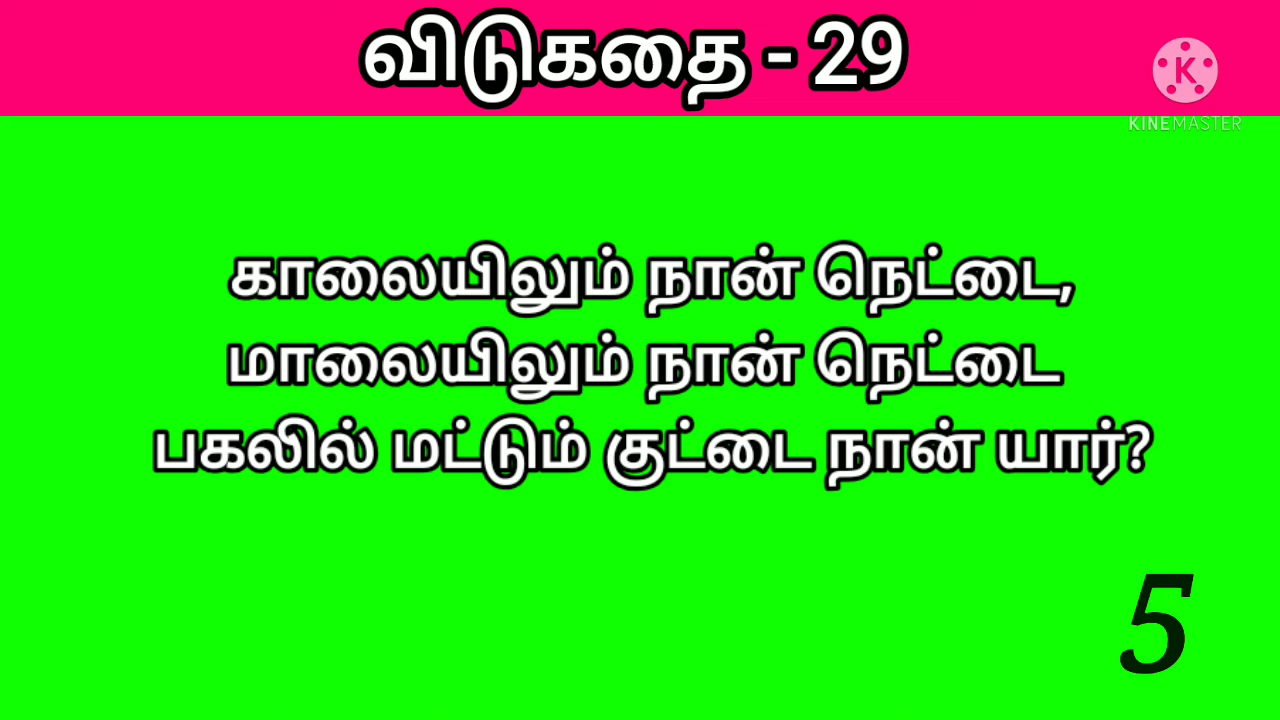 விடுகதை - 29
K
KINEMASTER
காலையிலும் நான் நெட்டை,
மாலையிலும் நான் நெட்டை
பகலில் மட்டும் குட்டை நான் யார்?
5